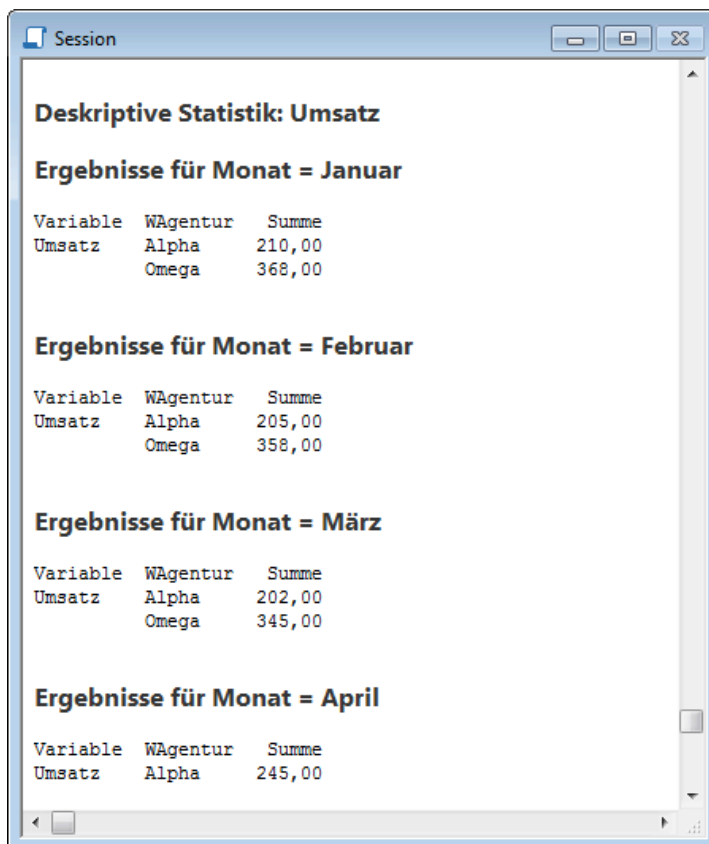 Session
Deskriptive Statistik: Umsatz
Ergebnisse für Monat = Januar
Variable WAgentur Summe
Umsatz Alpha 210,00
Omega 368,00
Ergebnisse für Monat = Februar
Variable WAgentur Summe
Umsatz Alpha 205,00
Omega 358,00
Ergebnisse für Monat = März
Variable WAgentur Summe
Umsatz Alpha 202,00
Omega 345,00
Ergebnisse für Monat = April
Variable WAgentur Summe
Umsatz Alpha 245,00